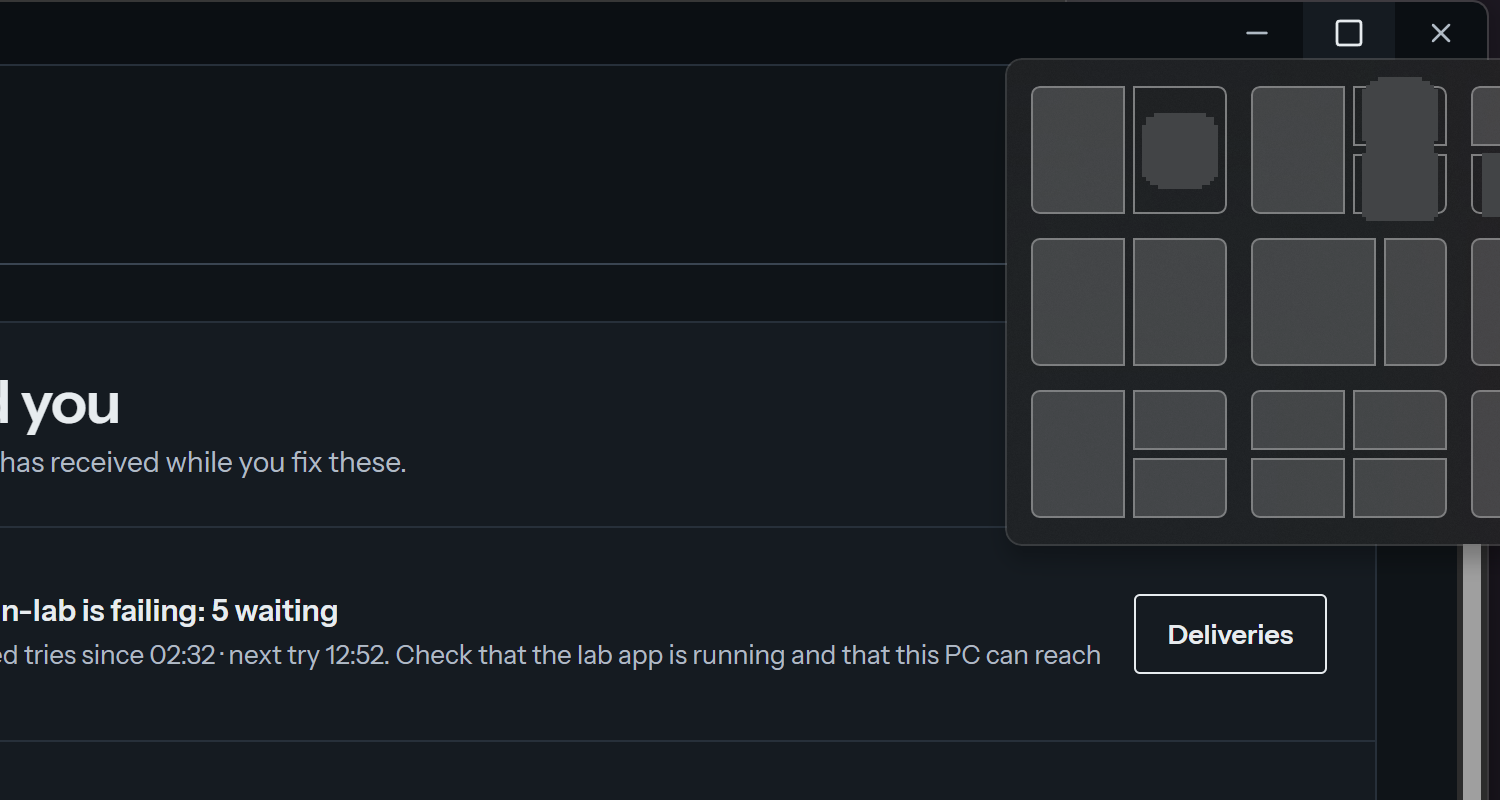 you
has received while you fix these.
n-lab is failing: 5 waiting
ed tries since 02:32 · next try 12:52. Check that the lab app is running and that this PC can reach
Deliveries